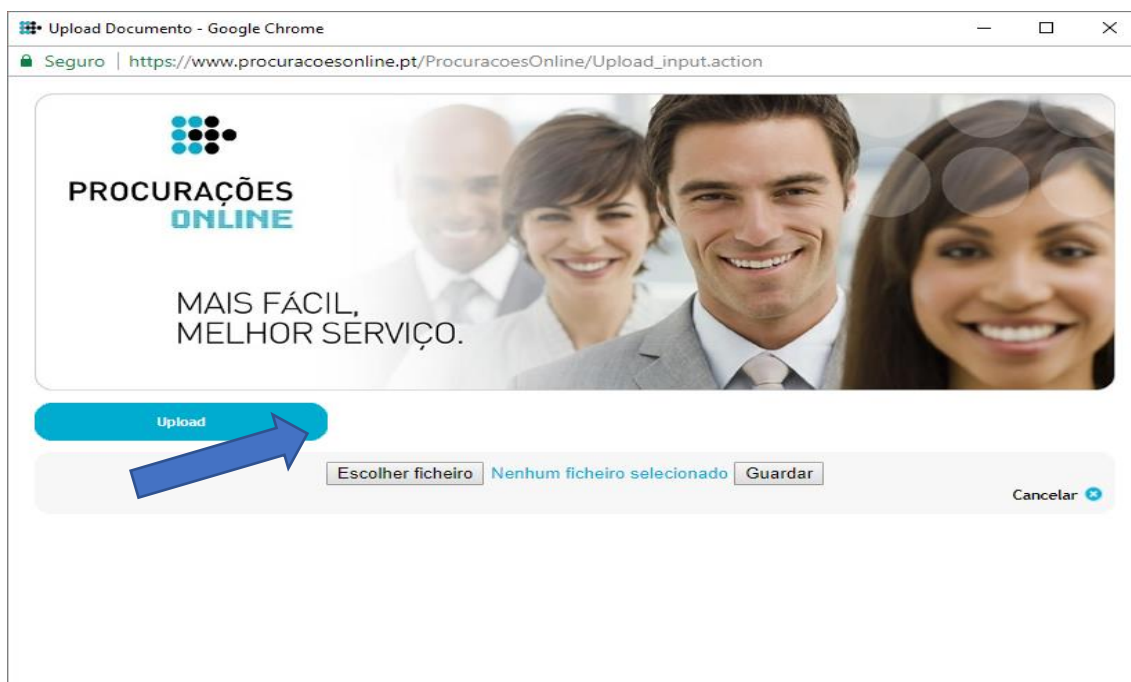 Upload Documento - Google Chrome
Seguro | https://www.procuracoesonline.pt/ProcuracoesOnline/Upload_input.action
PROCURAÇÕES
ONLINE
MAIS FÁCIL,
MELHOR SERVIÇO.
Upload
Escolher ficheiro Nenhum ficheiro selecionado Guardar
Cancelar